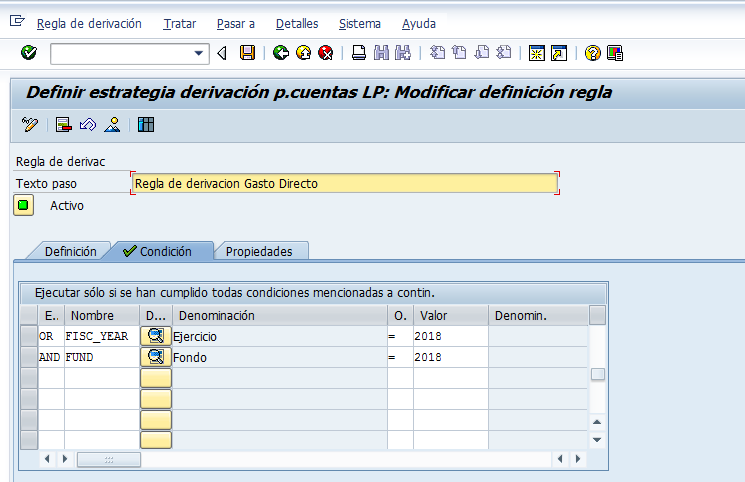 Regla de derivación Tratar Pasar a Detalles Sistema Ayuda
Definir estrategia derivación p.cuentas LP: Modificar definición regla
Regla de derivac
Texto paso Regla de derivacion Gasto Directo
Activo
Definición Condición Propiedades
Ejecutar sólo si se han cumplido todas condiciones mencionadas a contin.
E.. Nombre D... Denominación O. Valor Denomin.
OR FISC_YEAR Ejercicio = 2018
AND FUND Fondo = 2018